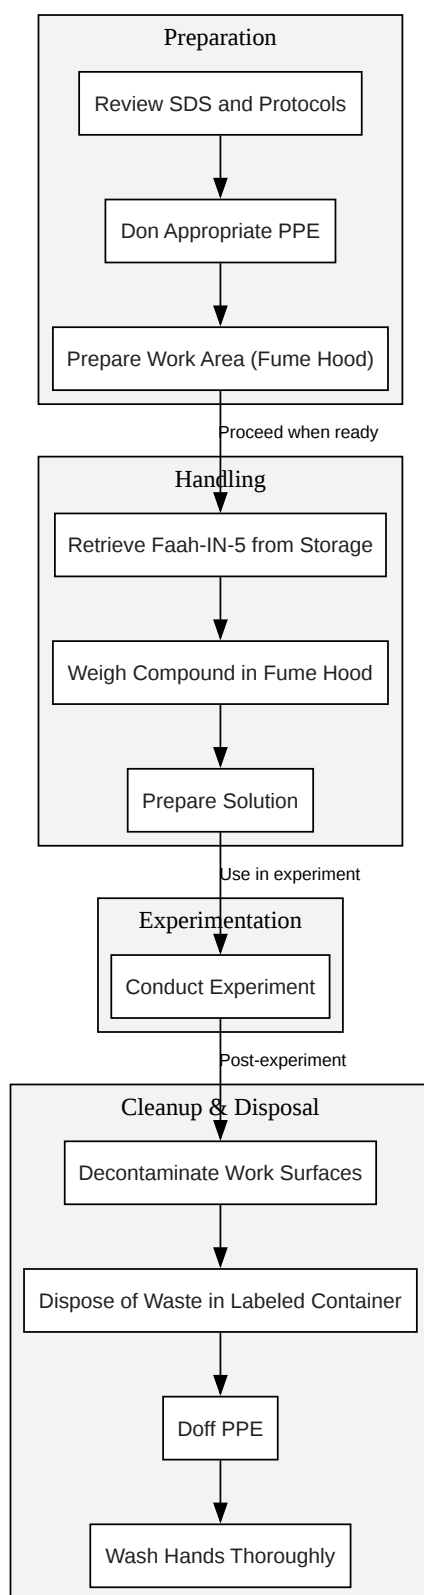 Preparation
Review SDS and Protocols
Don Appropriate PPE
Prepare Work Area (Fume Hood)
Proceed when ready
Handling
Retrieve Faah-IN-5 from Storage
Weigh Compound in Fume Hood
Prepare Solution
Use in experiment
Experimentation
Conduct Experiment
Post-experiment
Cleanup & Disposal
Decontaminate Work Surfaces
Dispose of Waste in Labeled Container
Doff PPE
Wash Hands Thoroughly